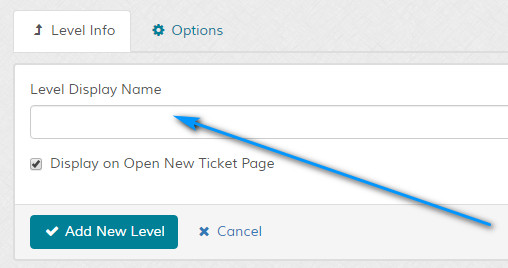 Level Info Options
Level Display Name
Display on Open New Ticket Page
Add New Level Cancel